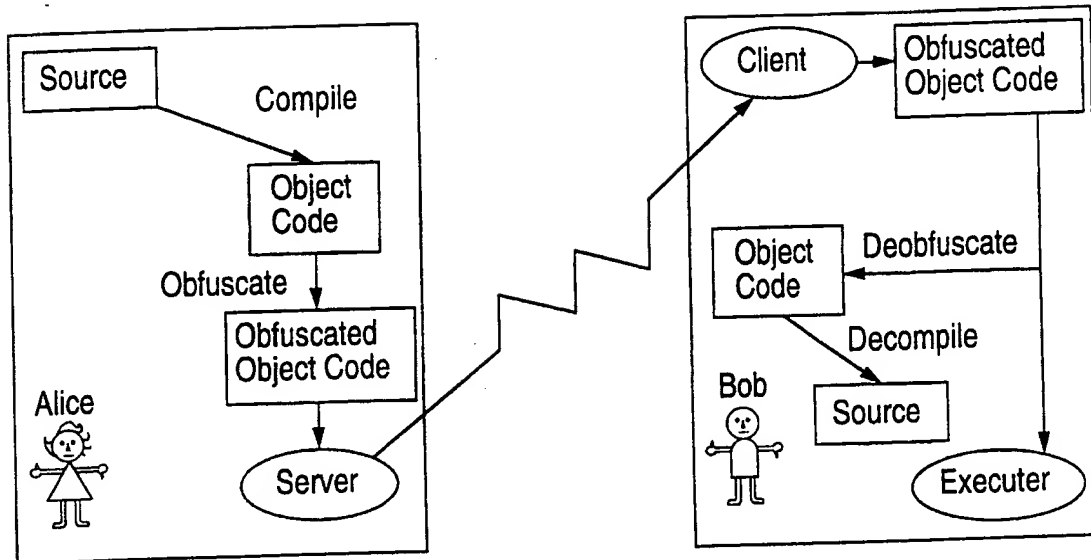 Source
Compile
Object
Code
Obfuscate
Obfuscated
Object Code
Alice
Server
Client
Obfuscated
Object Code
Deobfuscate
Object
Code
Decompile
Bob
Source
Executer